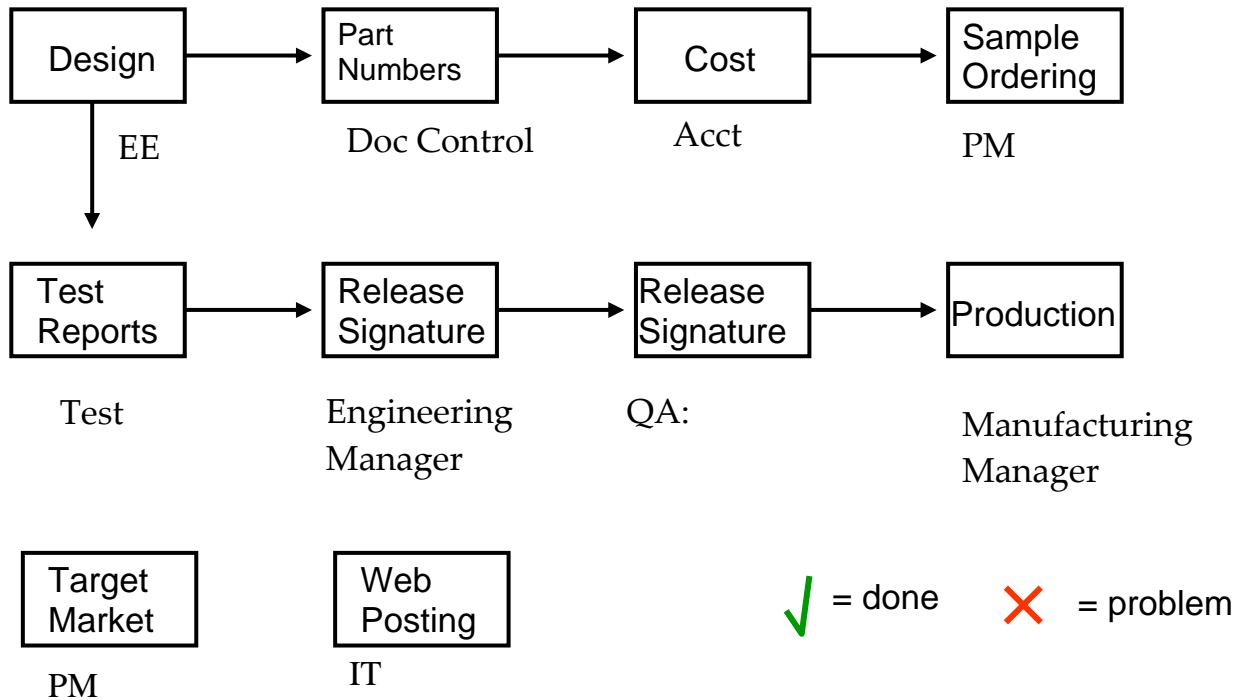 Design
Part
Numbers
Cost
Sample
Ordering
EE
Doc Control
Acct
PM
Test
Reports
Release
Signature
Release
Signature
Production
Test
Engineering
Manager
QA:
Manufacturing
Manager
Target
Market
Web
Posting
= done
= problem
PM
IT